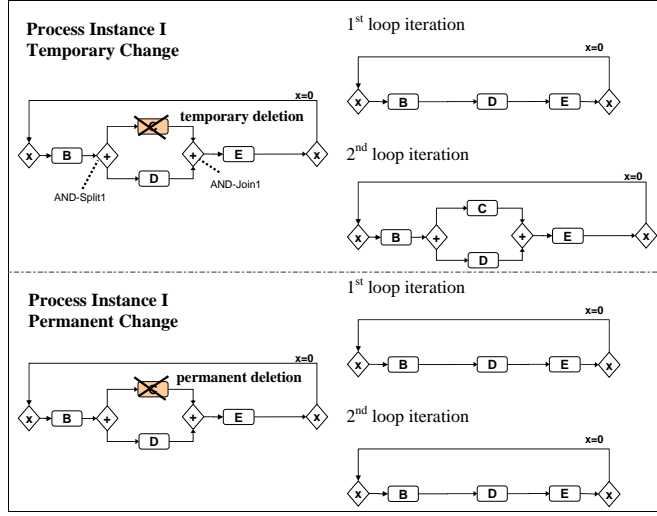 Process Instance I
Temporary Change
x=0
C
temporary deletion
x
B
+
+
E
x
D
AND-Split1
AND-Join1
1st loop iteration
x=0
x
B
D
E
x
2nd loop iteration
x=0
C
x
B
+
+
E
x
D
Process Instance I
Permanent Change
x=0
C
permanent deletion
x
B
+
+
E
x
D
1st loop iteration
x=0
x
B
D
E
x
2nd loop iteration
x=0
x
B
D
E
x